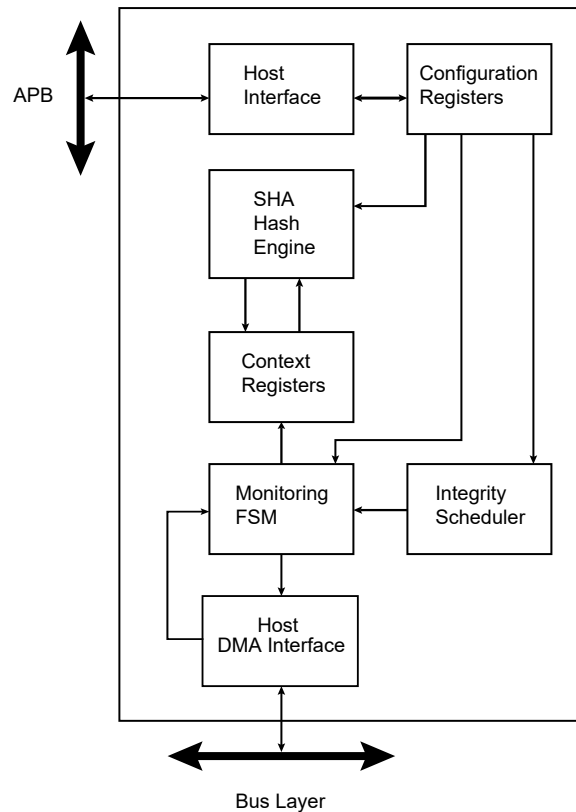 APB
Host
Interface
Configuration
Registers
SHA
Hash
Engine
Context
Registers
Monitoring
FSM
Integrity
Scheduler
Host
DMA Interface
Bus Layer